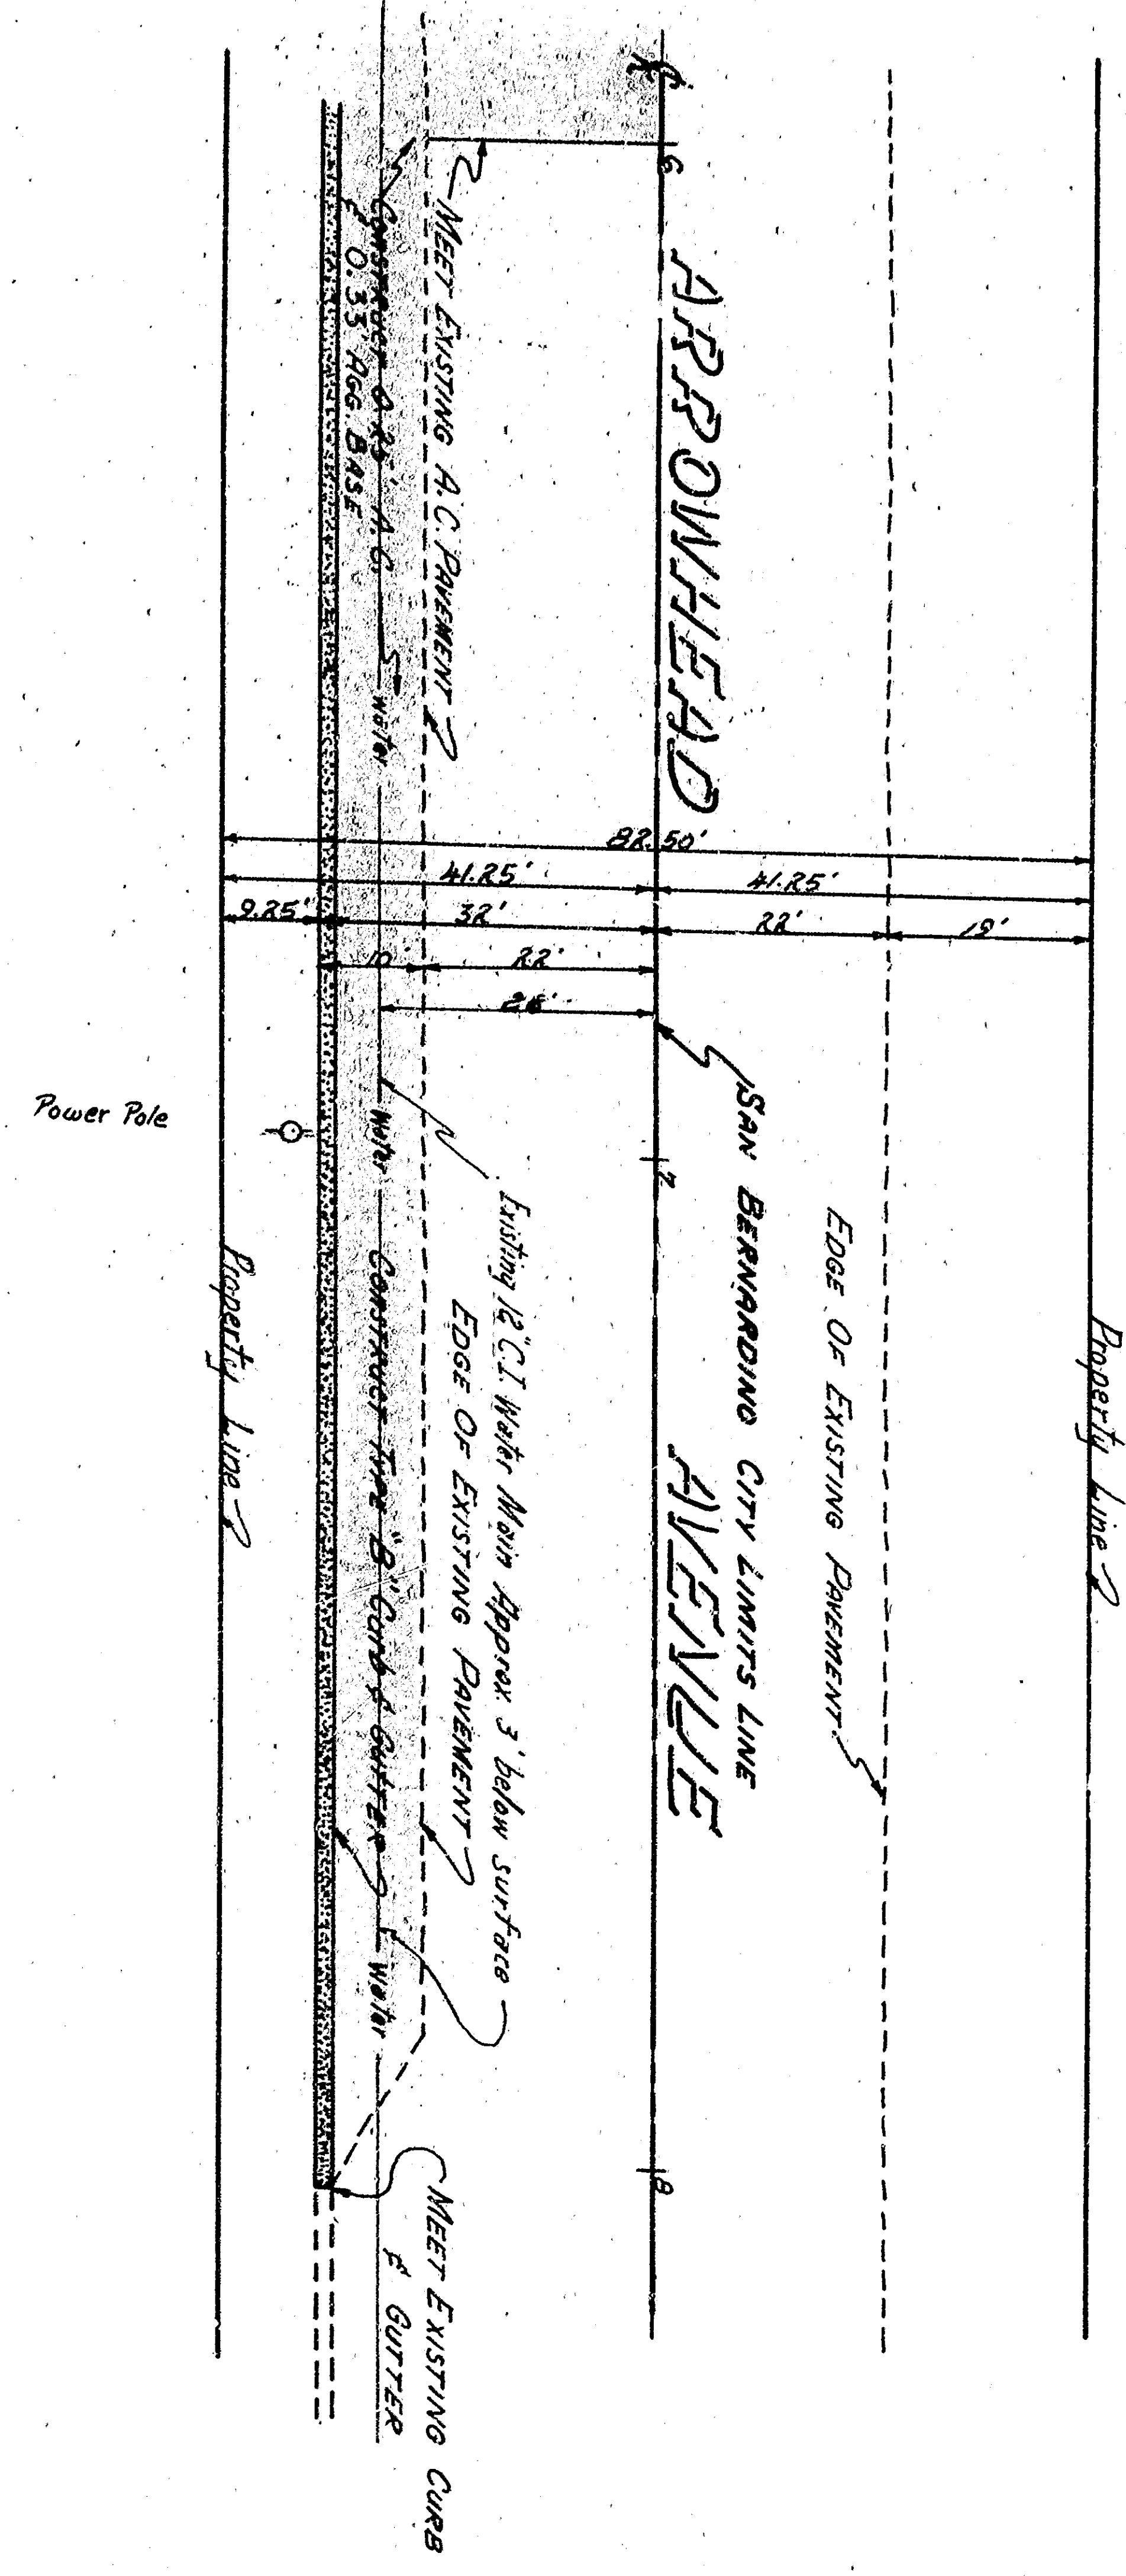 ℄
6
ARROWHEAD
AVENUE
7
8
82.50'
41.25'
41.25'
9.25'
32'
22'
19'
10'
22'
SAN BERNARDINO CITY LIMITS LINE
EDGE OF EXISTING PAVEMENT
Property Line
MEET EXISTING A.C. PAVEMENT
CONSTRUCT 0.25' A.C.
& 0.33' AGG. BASE
Water
Water
Water
Existing 12" C.I. Water Main Approx. 3' below surface
EDGE OF EXISTING PAVEMENT
CONSTRUCT TYPE "B" CURB & GUTTER
MEET EXISTING CURB
& GUTTER
Power Pole
Property Line